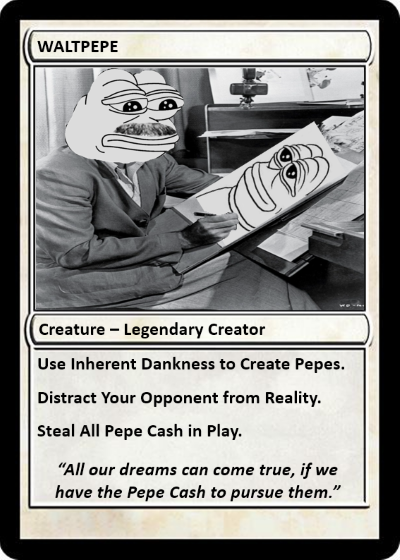 WALTPEPE
Creature – Legendary Creator
Use Inherent Dankness to Create Pepes.
Distract Your Opponent from Reality.
Steal All Pepe Cash in Play.
“All our dreams can come true, if we
have the Pepe Cash to pursue them.”